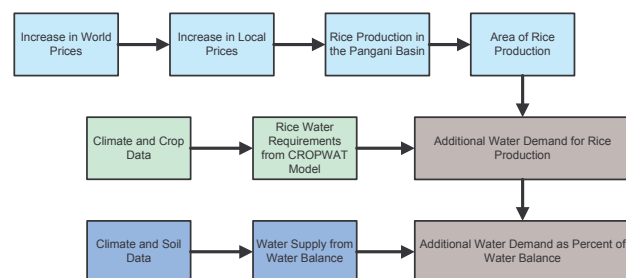 Increase in World
Prices
Increase in Local
Prices
Rice Production in
the Pangani Basin
Area of Rice
Production
Climate and Crop
Data
Rice Water
Requirements
from CROPWAT
Model
Additional Water Demand for Rice
Production
Climate and Soil
Data
Water Supply from
Water Balance
Additional Water Demand as Percent of
Water Balance